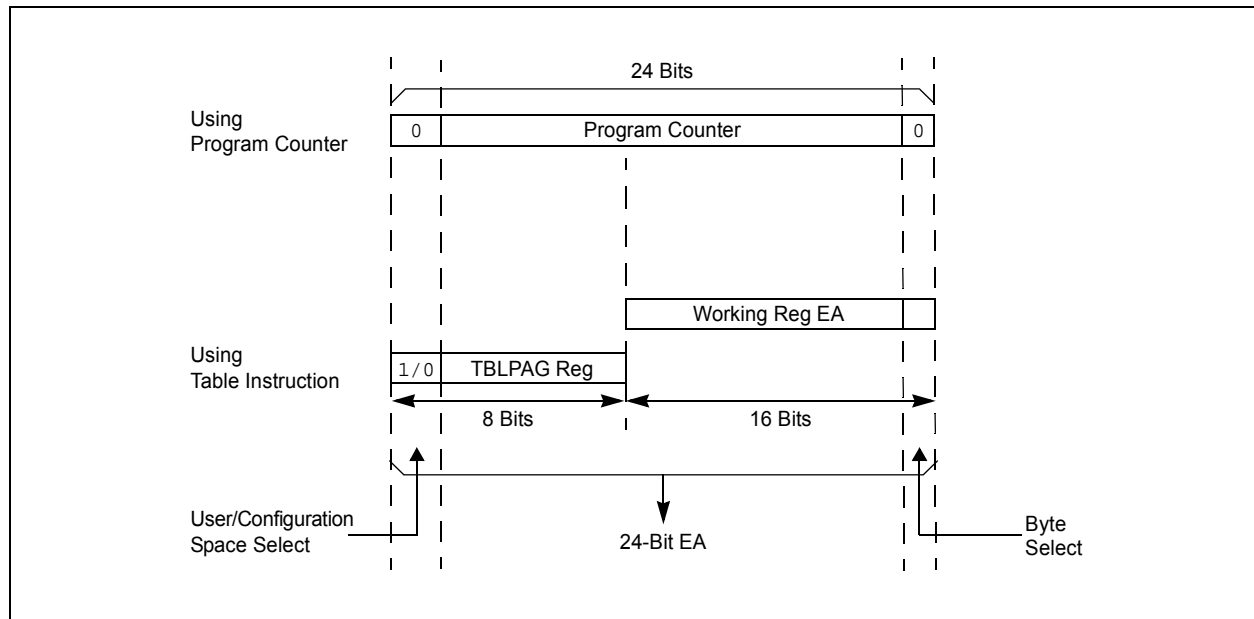 24 Bits
Using
Program Counter
0
Program Counter
0
Working Reg EA
Using
Table Instruction
1/0
TBLPAG Reg
8 Bits
16 Bits
User/Configuration
Space Select
24-Bit EA
Byte
Select